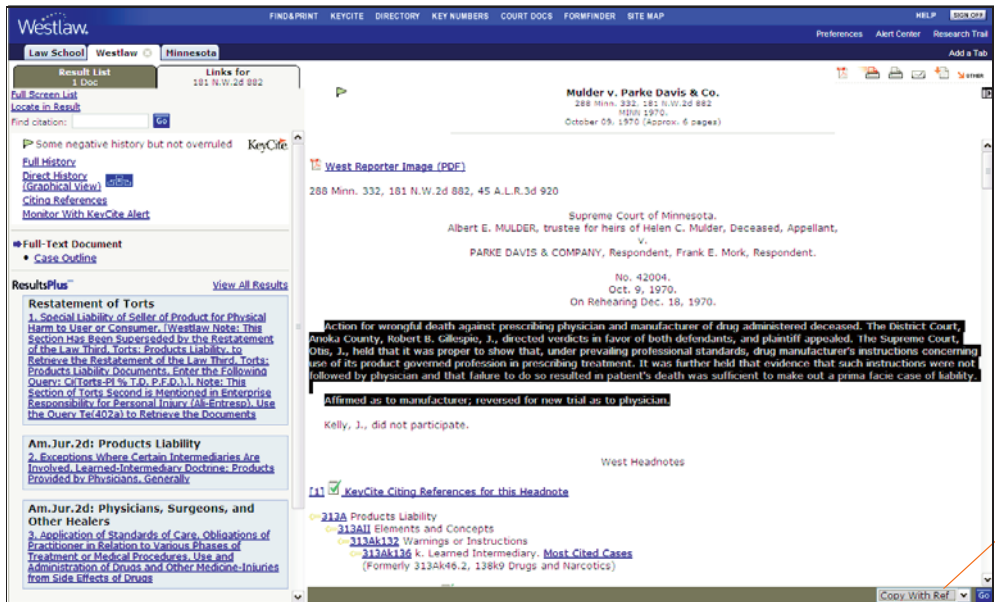 FIND&PRINT KEYCITE DIRECTORY KEY NUMBERS COURT DOCS FORMFINDER SITE MAP
HELP SIGN OFF
Westlaw.
Preferences Alert Center Research Trail
Law School Westlaw Minnesota
Add a Tab
Result List
1 Doc
Links for
181 N.W.2d 882
Full Screen List
Locate in Result
Find citation: Go
Some negative history but not overruled KeyCite
Full History
Direct History
(Graphical View)
Citing References
Monitor With KeyCite Alert
Full-Text Document
• Case Outline
ResultsPlus™ View All Results
Restatement of Torts
1. Special Liability of Seller of Product for Physical
Harm to User or Consumer. [Westlaw Note: This
Section Has Been Superseded by the Restatement
of the Law Third, Torts: Products Liability. to
Retrieve the Restatement of the Law Third, Torts:
Products Liability Documents, Enter the Following
Query: Ci(Torts-Pl % T.D. P.F.D.).]. Note: This
Section of Torts Second is Mentioned in Enterprise
Responsibility for Personal Injury (Ali-Entresp). Use
the Query Te(402a) to Retrieve the Documents
Am.Jur.2d: Products Liability
2. Exceptions Where Certain Intermediaries Are
Involved, Learned-Intermediary Doctrine: Products
Provided by Physicians, Generally
Am.Jur.2d: Physicians, Surgeons, and
Other Healers
3. Application of Standards of Care, Obligations of
Practitioner in Relation to Various Phases of
Treatment or Medical Procedures, Use and
Administration of Drugs and Other Medicine-Injuries
from Side Effects of Drugs
OTHER
Mulder v. Parke Davis & Co.
288 Minn. 332, 181 N.W.2d 882
MINN 1970.
October 09, 1970 (Approx. 6 pages)
West Reporter Image (PDF)
288 Minn. 332, 181 N.W.2d 882, 45 A.L.R.3d 920
Supreme Court of Minnesota.
Albert E. MULDER, trustee for heirs of Helen C. Mulder, Deceased, Appellant,
v.
PARKE DAVIS & COMPANY, Respondent, Frank E. Mork, Respondent.
No. 42004.
Oct. 9, 1970.
On Rehearing Dec. 18, 1970.
Action for wrongful death against prescribing physician and manufacturer of drug administered deceased. The District Court,
Anoka County, Robert B. Gillespie, J., directed verdicts in favor of both defendants, and plaintiff appealed. The Supreme Court,
Otis, J., held that it was proper to show that, under prevailing professional standards, drug manufacturer's instructions concerning
use of its product governed profession in prescribing treatment. It was further held that evidence that such instructions were not
followed by physician and that failure to do so resulted in patient's death was sufficient to make out a prima facie case of liability.
Affirmed as to manufacturer; reversed for new trial as to physician.
Kelly, J., did not participate.
West Headnotes
[1] KeyCite Citing References for this Headnote
313A Products Liability
313AII Elements and Concepts
313Ak132 Warnings or Instructions
313Ak136 k. Learned Intermediary. Most Cited Cases
(Formerly 313Ak46.2, 138k9 Drugs and Narcotics)
Copy With Ref Go